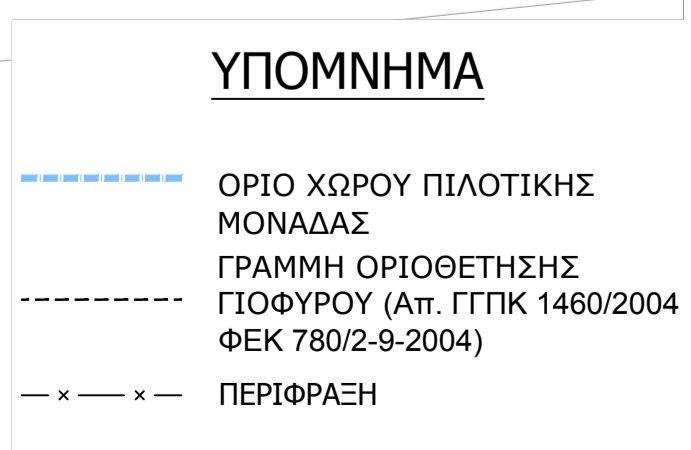 ΥΠΟΜΝΗΜΑ
ΟΡΙΟ ΧΩΡΟΥ ΠΙΛΟΤΙΚΗΣ
ΜΟΝΑΔΑΣ
ΓΡΑΜΜΗ ΟΡΙΟΘΕΤΗΣΗΣ
ΓΙΟΦΥΡΟΥ (Απ. ΓΓΠΚ 1460/2004
ΦΕΚ 780/2-9-2004)
ΠΕΡΙΦΡΑΞΗ